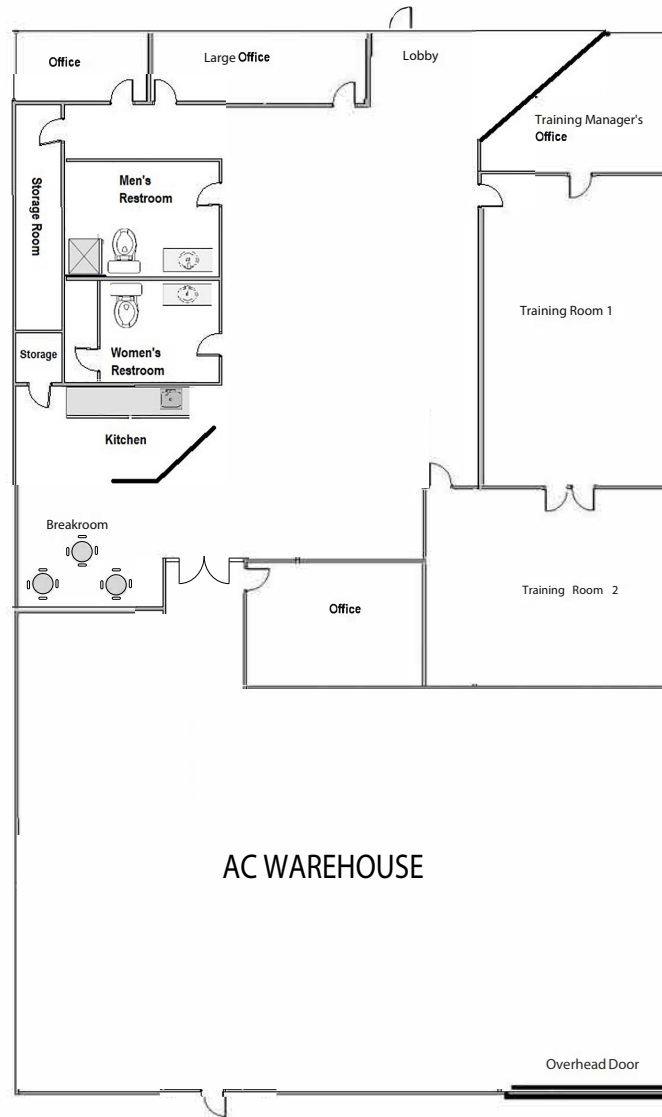 Office
Large Office
Lobby
Training Manager's
Office
Storage Room
Men's
Restroom
Training Room 1
Storage
Women's
Restroom
Kitchen
Breakroom
Training Room 2
Office
AC WAREHOUSE
Overhead Door